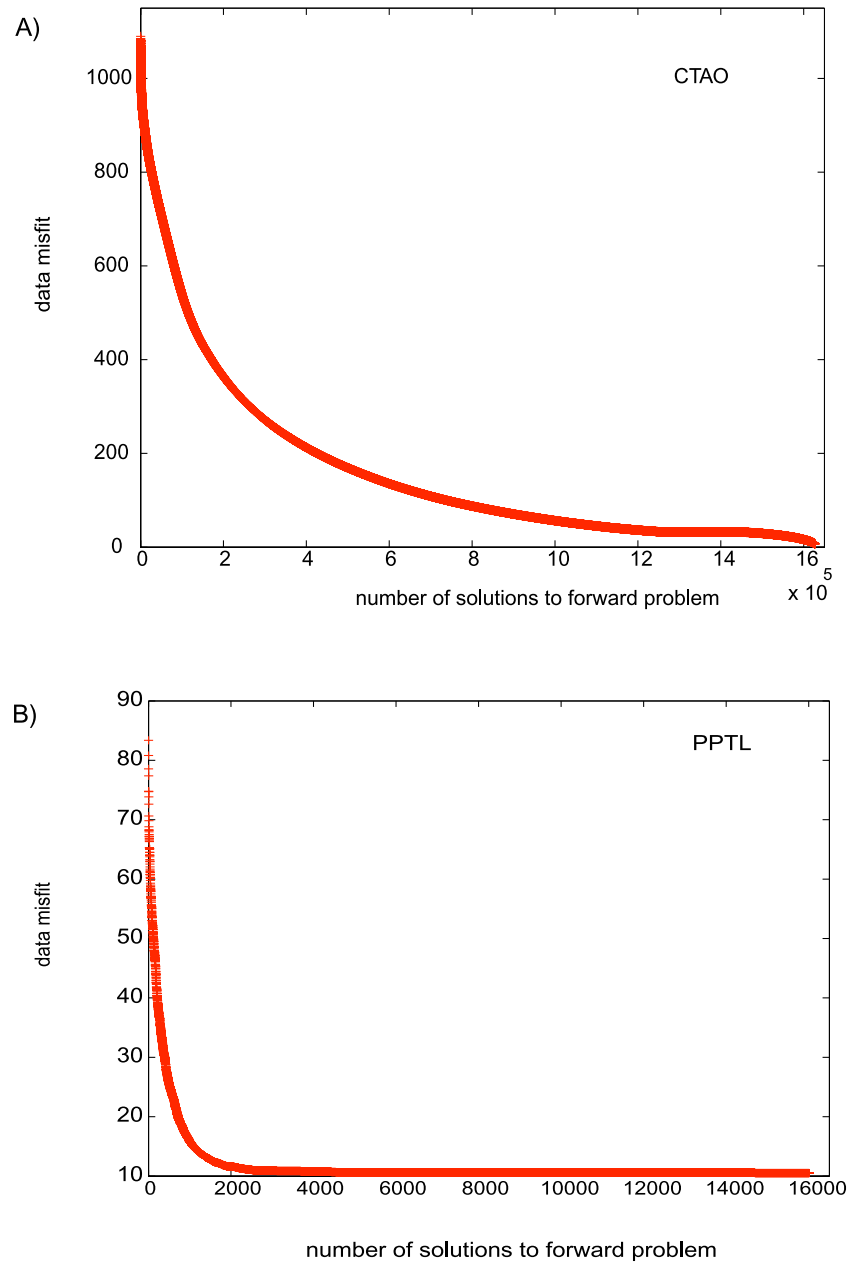 A)
CTAO
1000
800
600
400
200
0
data misfit
0 2 4 6 8 10 12 14 16
x 10^5
number of solutions to forward problem
B)
PPTL
90
80
70
60
50
40
30
20
10
data misfit
0 2000 4000 6000 8000 10000 12000 14000 16000
number of solutions to forward problem